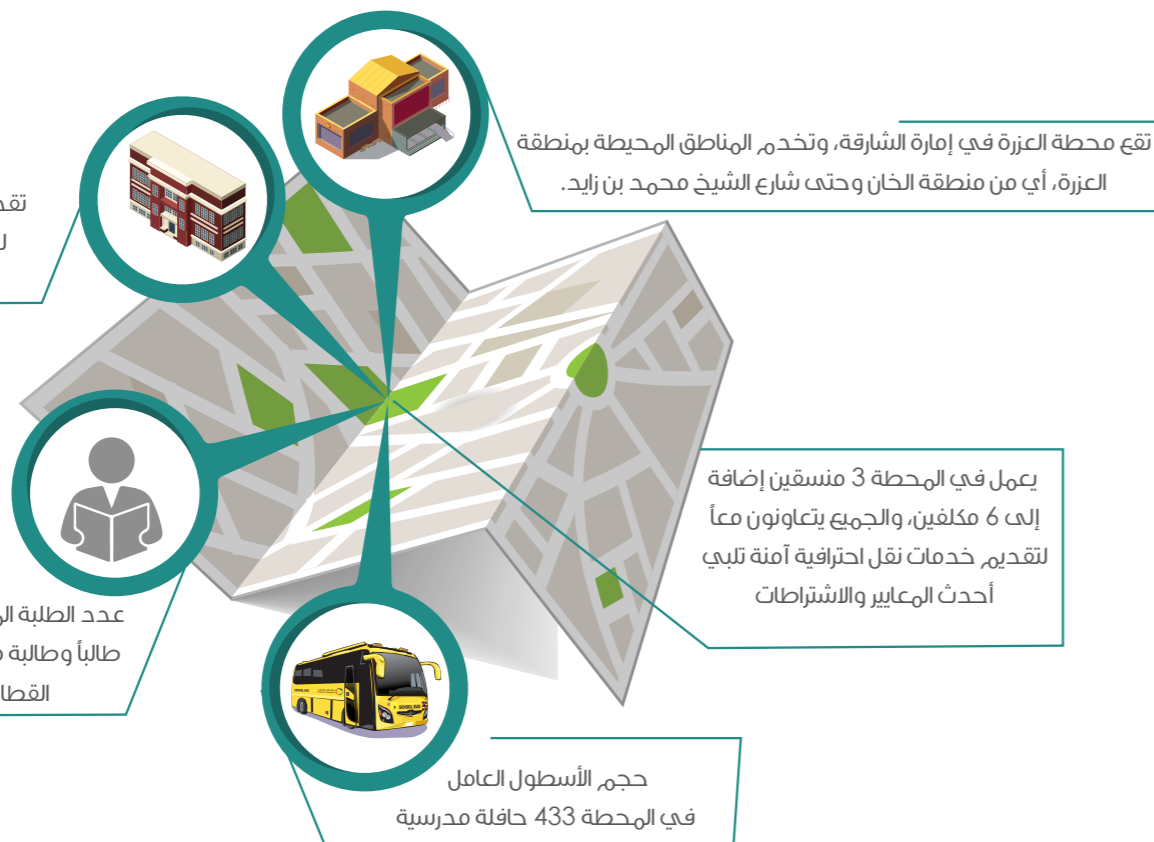 تقع محطة العزرة في إمارة الشارقة، وتخدم المناطق المحيطة بمنطقة
العزرة، أي من منطقة الخان وحتى شارع الشيخ محمد بن زايد.
يعمل في المحطة 3 منسقين إضافة
إلى 6 مكلفين، والجميع يتعاونون معاً
لتقديم خدمات نقل احترافية آمنة تلبي
أحدث المعايير والاشتراطات
عدد الطلبة
طالباً وطالبة
حجم الأسطول العامل
في المحطة 433 حافلة مدرسية